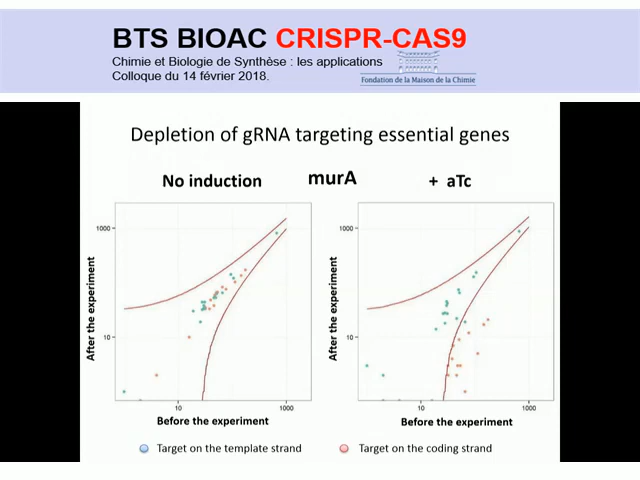 BTS BIOAC CRISPR-CAS9
Chimie et Biologie de Synthèse : les applications
Colloque du 14 février 2018.
Fondation de la Maison de la Chimie
Depletion of gRNA targeting essential genes
No induction murA + aTc
1000
10
After the experiment
10 1000
Before the experiment
1000
10
After the experiment
10 1000
Before the experiment
Target on the template strand
Target on the coding strand